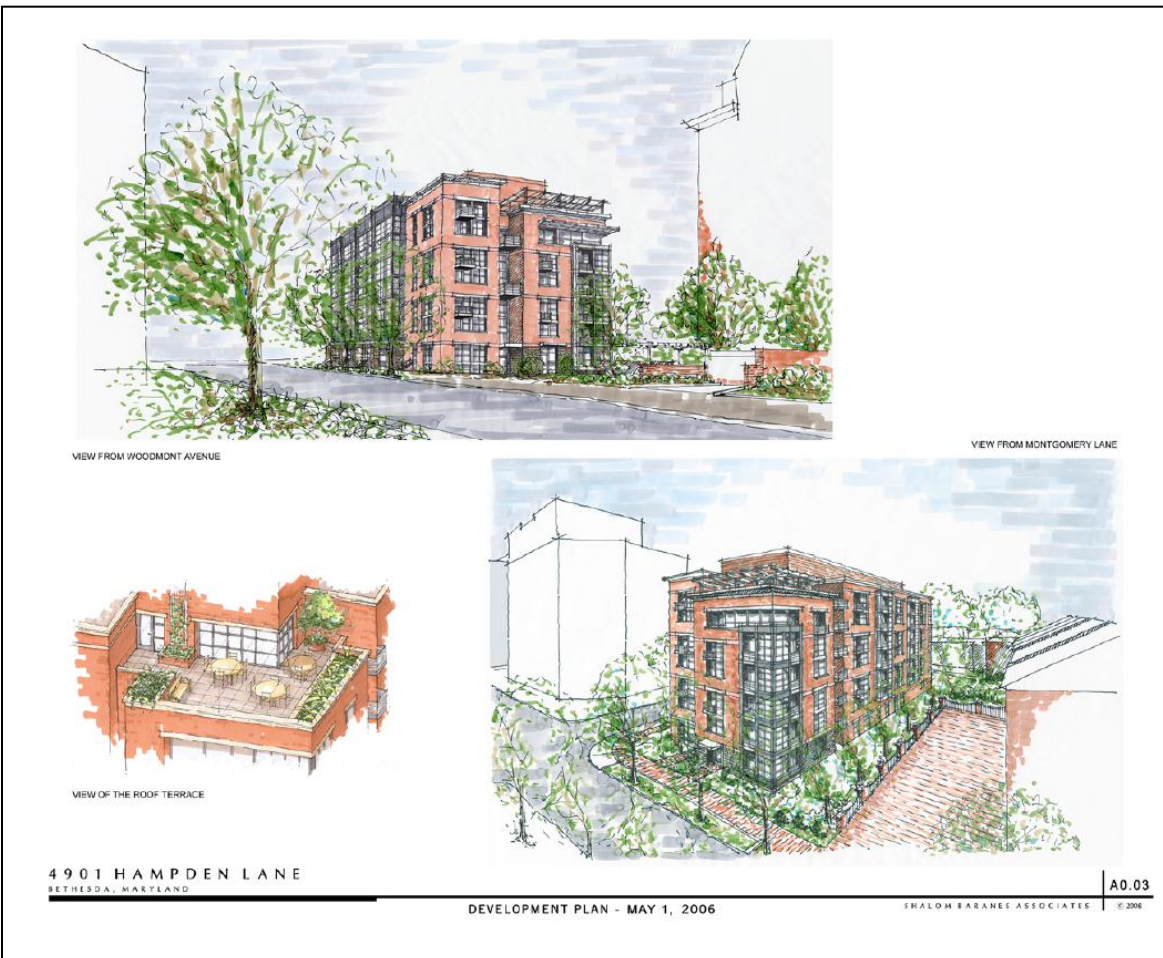 VIEW FROM WOODMONT AVENUE
VIEW FROM MONTGOMERY LANE
VIEW OF THE ROOF TERRACE
4901 HAMPDEN LANE
BETHESDA, MARYLAND
DEVELOPMENT PLAN - MAY 1, 2006
SHALOM BARANES ASSOCIATES
A0.03
© 2006